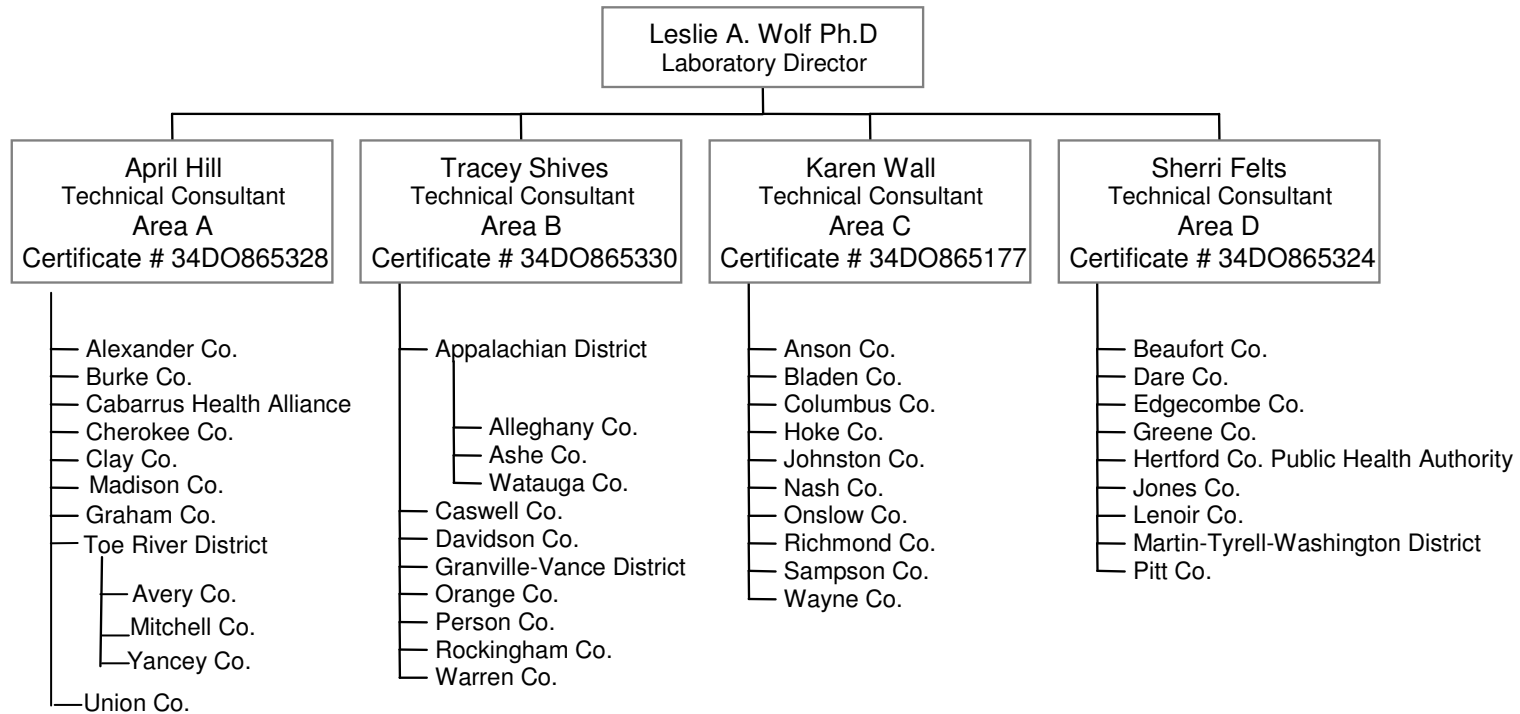 Leslie A. Wolf Ph.D
Laboratory Director
April Hill
Technical Consultant
Area A
Certificate # 34DO865328
Alexander Co.
Burke Co.
Cabarrus Health Alliance
Cherokee Co.
Clay Co.
Madison Co.
Graham Co.
Toe River District
Avery Co.
Mitchell Co.
Yancey Co.
Union Co.
Tracey Shives
Technical Consultant
Area B
Certificate # 34DO865330
Appalachian District
Alleghany Co.
Ashe Co.
Watauga Co.
Caswell Co.
Davidson Co.
Granville-Vance District
Orange Co.
Person Co.
Rockingham Co.
Warren Co.
Karen Wall
Technical Consultant
Area C
Certificate # 34DO865177
Anson Co.
Bladen Co.
Columbus Co.
Hoke Co.
Johnston Co.
Nash Co.
Onslow Co.
Richmond Co.
Sampson Co.
Wayne Co.
Sherri Felts
Technical Consultant
Area D
Certificate # 34DO865324
Beaufort Co.
Dare Co.
Edgecombe Co.
Greene Co.
Hertford Co. Public Health Authority
Jones Co.
Lenoir Co.
Martin-Tyrell-Washington District
Pitt Co.